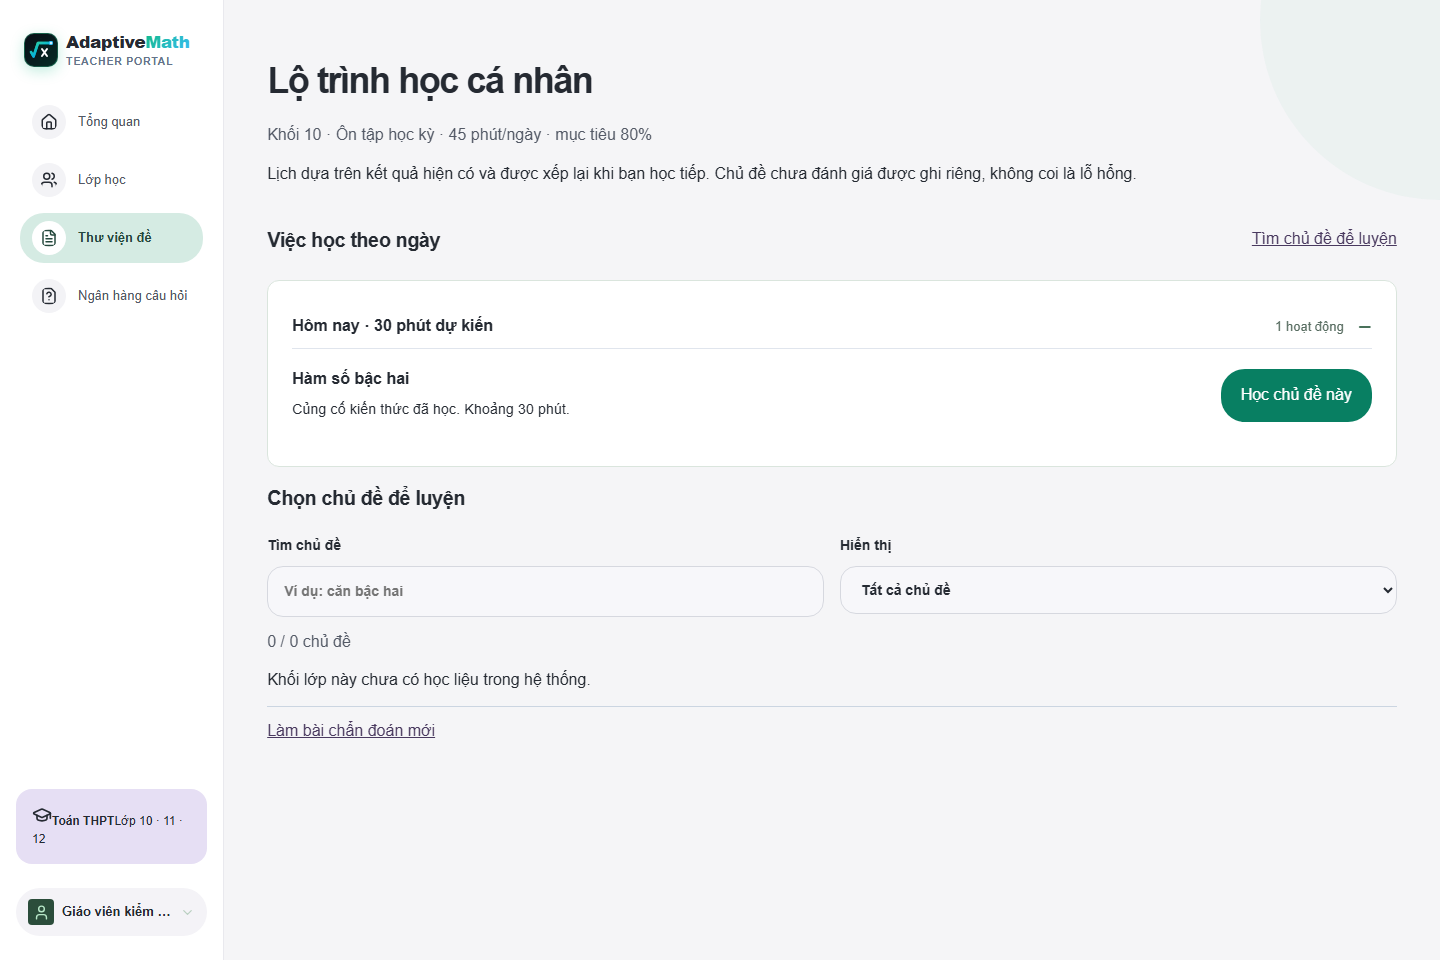 AdaptiveMath
TEACHER PORTAL
Tổng quan
Lớp học
Thư viện đề
Ngân hàng câu hỏi
Toán THPTLớp 10 · 11 ·
12
Giáo viên kiểm ...
Lộ trình học cá nhân
Khối 10 · Ôn tập học kỳ · 45 phút/ngày · mục tiêu 80%
Lịch dựa trên kết quả hiện có và được xếp lại khi bạn học tiếp. Chủ đề chưa đánh giá được ghi riêng, không coi là lỗ hổng.
Việc học theo ngày
Tìm chủ đề để luyện
Hôm nay · 30 phút dự kiến
1 hoạt động
Hàm số bậc hai
Củng cố kiến thức đã học. Khoảng 30 phút.
Học chủ đề này
Chọn chủ đề để luyện
Tìm chủ đề
Hiển thị
Ví dụ: căn bậc hai
Tất cả chủ đề
0 / 0 chủ đề
Khối lớp này chưa có học liệu trong hệ thống.
Làm bài chẩn đoán mới